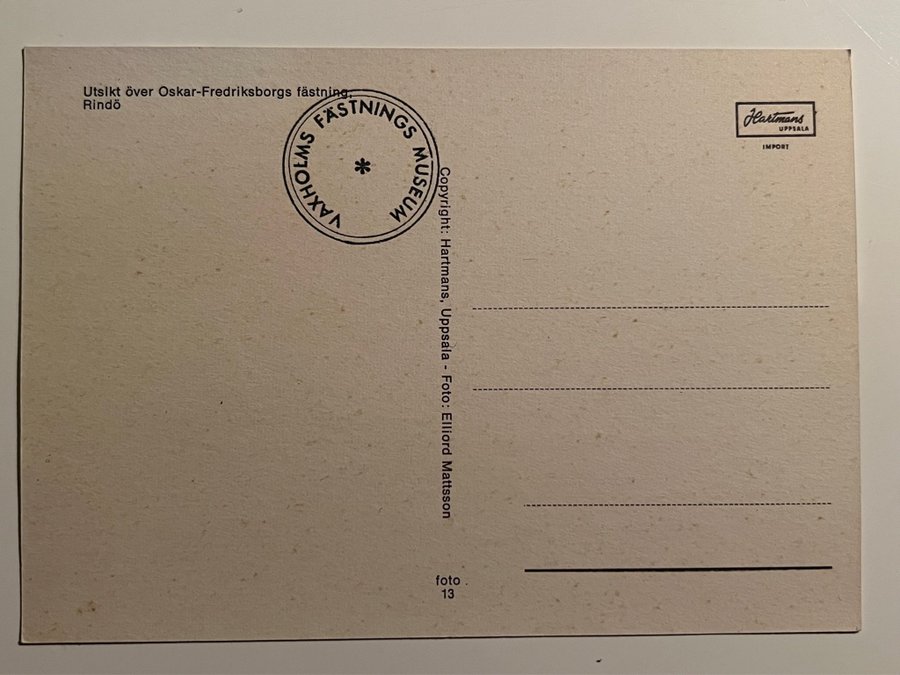 Utsikt över Oskar-Fredriksborgs fästning,
Rindö
VAXHOLMS FÄSTNINGS MUSEUM
*
Hartmans
UPPSALA
IMPORT
Copyright: Hartmans, Uppsala - Foto: Elliord Mattsson
foto
13